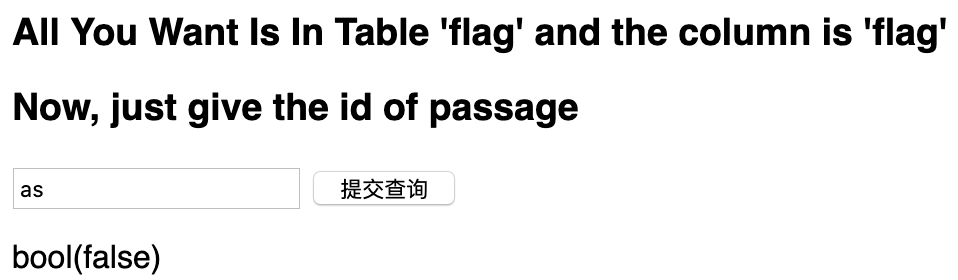 All You Want Is In Table 'flag' and the column is 'flag'
Now, just give the id of passage
as 提交查询
bool(false)